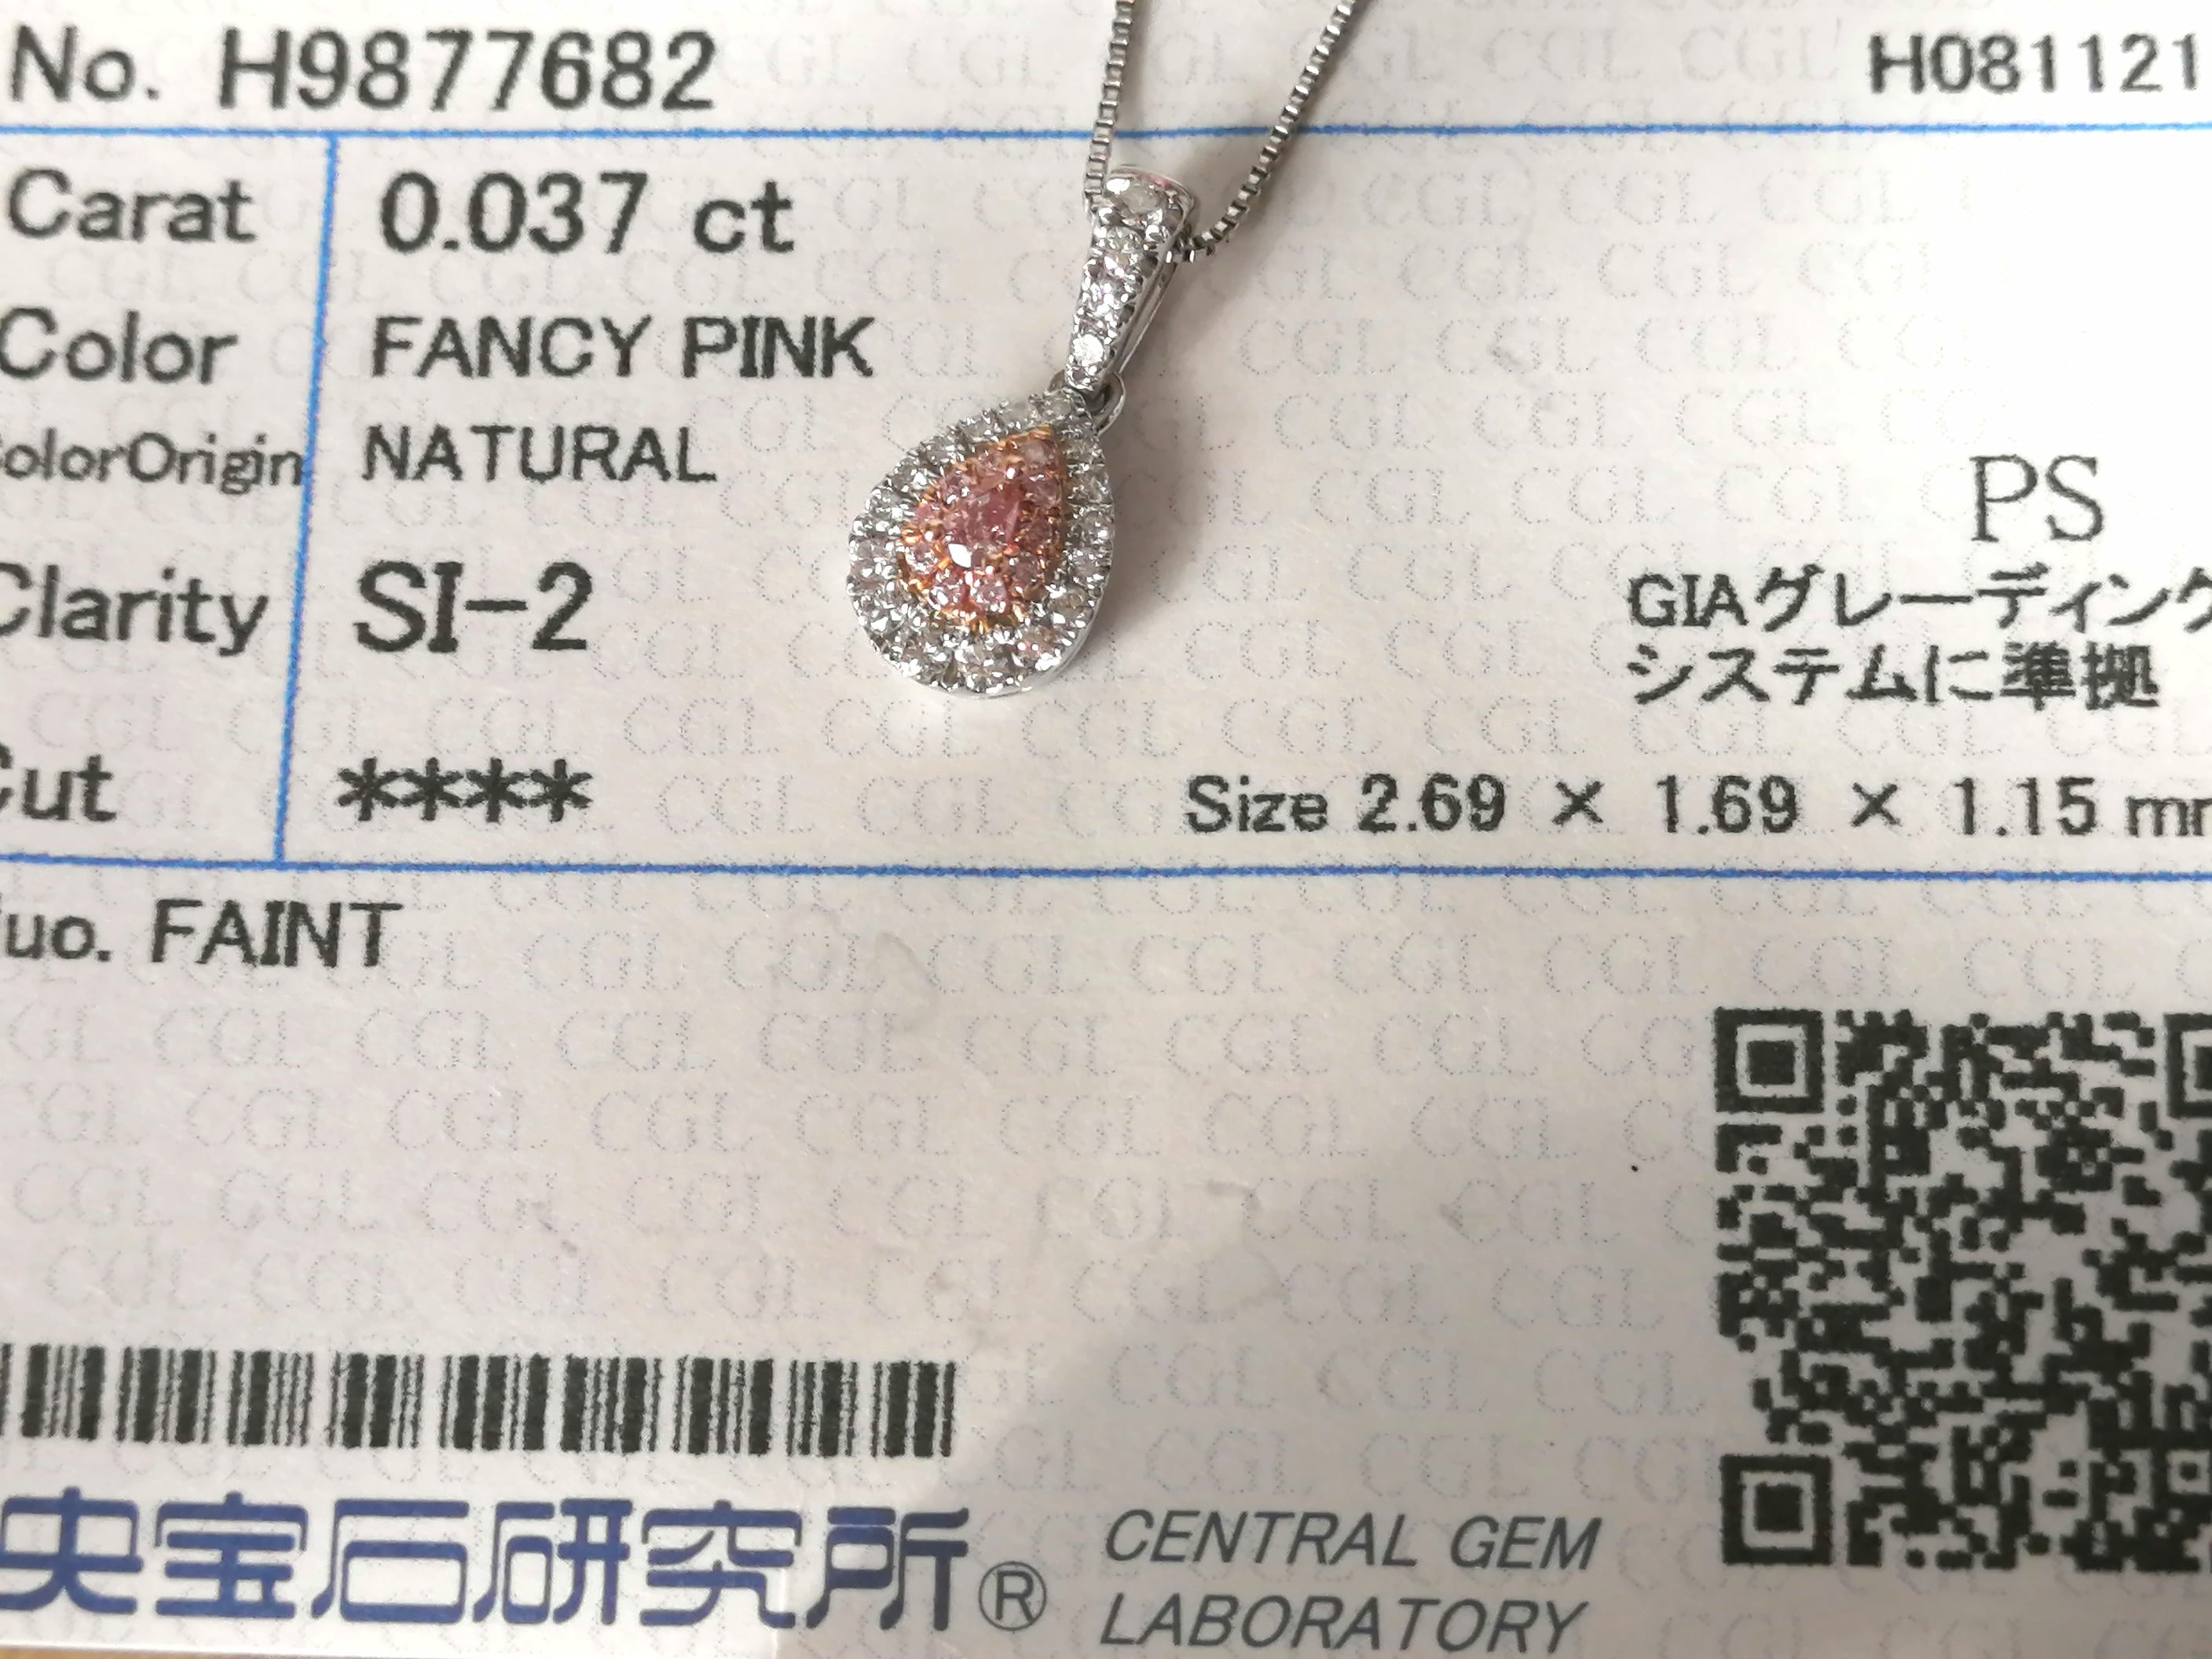 No. H9877682 H081121
Carat 0.037 ct
Color FANCY PINK
ColorOrigin NATURAL
PS
Clarity SI-2
GIAグレーディング
システムに準拠
Cut ****
Size 2.69 × 1.69 × 1.15 mm
uo. FAINT
央宝石研究所®
CENTRAL GEM
LABORATORY